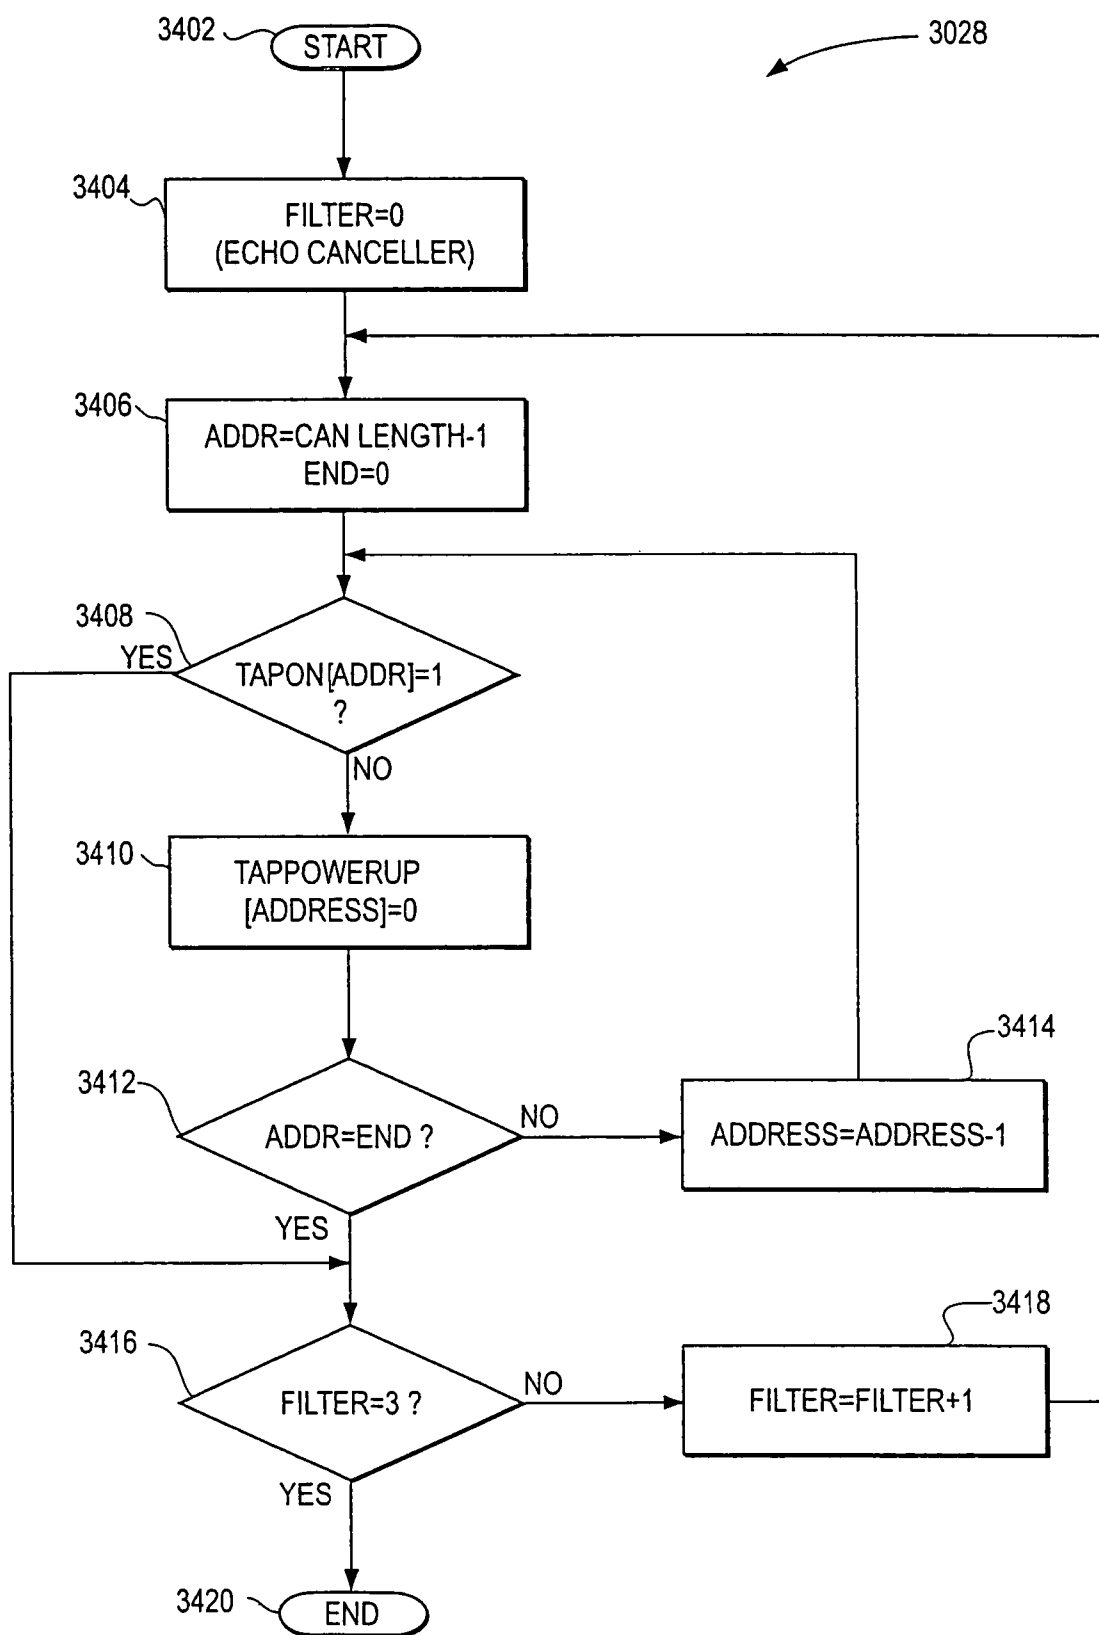 3402
START
3028
3404
FILTER=0
(ECHO CANCELLER)
3406
ADDR=CAN LENGTH-1
END=0
3408
YES
TAPON[ADDR]=1
?
NO
3410
TAPPOWERUP
[ADDRESS]=0
3414
3412
ADDR=END ?
NO
ADDRESS=ADDRESS-1
YES
3418
3416
FILTER=3 ?
NO
FILTER=FILTER+1
YES
3420
END